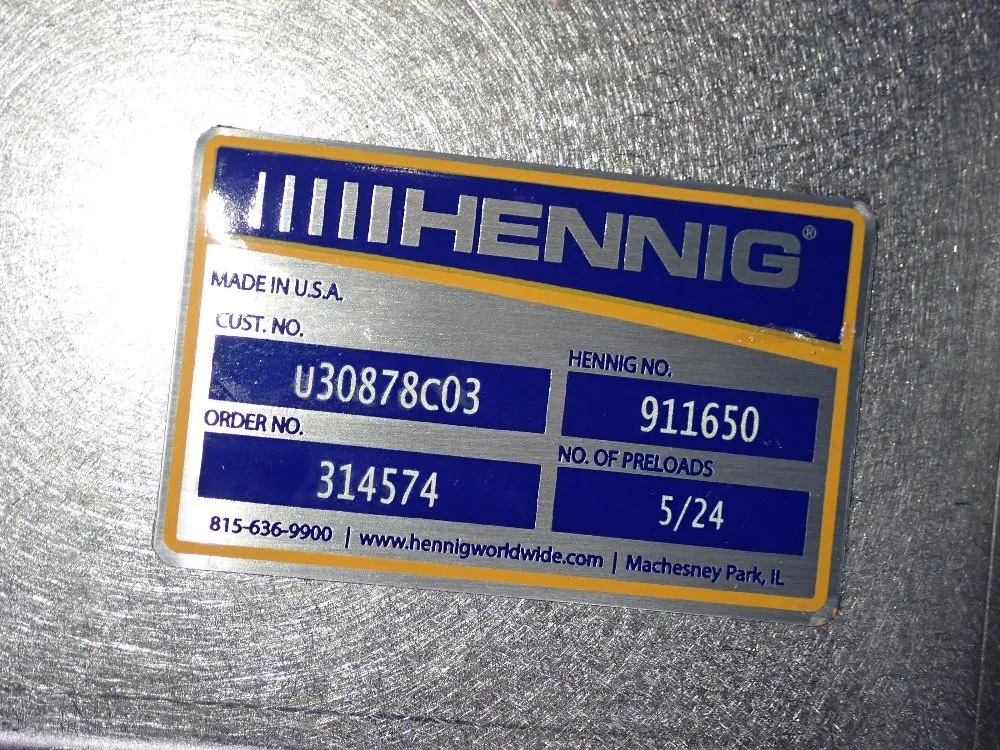 HENNIG®
MADE IN U.S.A.
CUST. NO.
U30878C03
HENNIG NO.
911650
ORDER NO.
314574
NO. OF PRELOADS
5/24
815-636-9900 | www.hennigworldwide.com | Machesney Park, IL